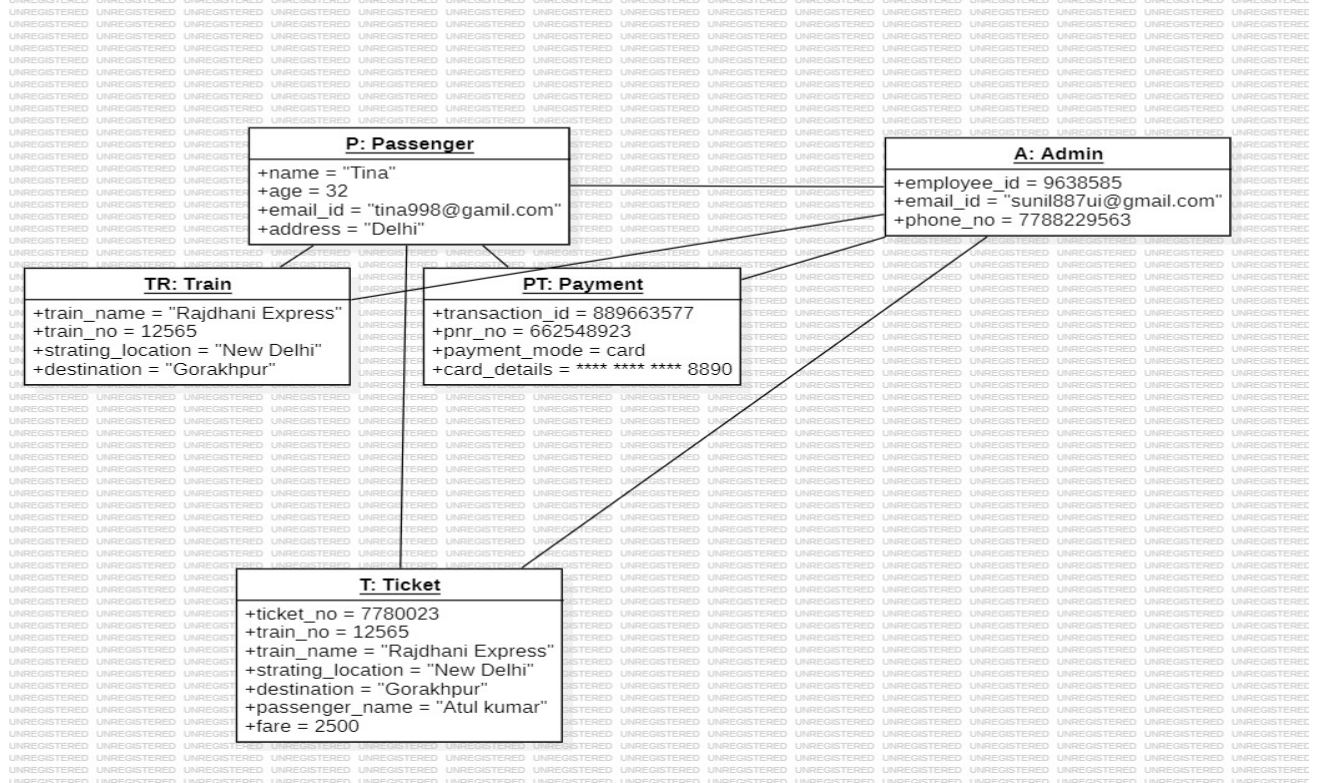 P: Passenger
+name = "Tina"
+age = 32
+email_id = "tina998@gamil.com"
+address = "Delhi"
A: Admin
+employee_id = 9638585
+email_id = "sunil887ui@gmail.com"
+phone_no = 7788229563
TR: Train
+train_name = "Rajdhani Express"
+train_no = 12565
+strating_location = "New Delhi"
+destination = "Gorakhpur"
PT: Payment
+transaction_id = 889663577
+pnr_no = 662548923
+payment_mode = card
+card_details = **** **** **** 8890
T: Ticket
+ticket_no = 7780023
+train_no = 12565
+train_name = "Rajdhani Express"
+strating_location = "New Delhi"
+destination = "Gorakhpur"
+passenger_name = "Atul kumar"
+fare = 2500
UNREGISTERED